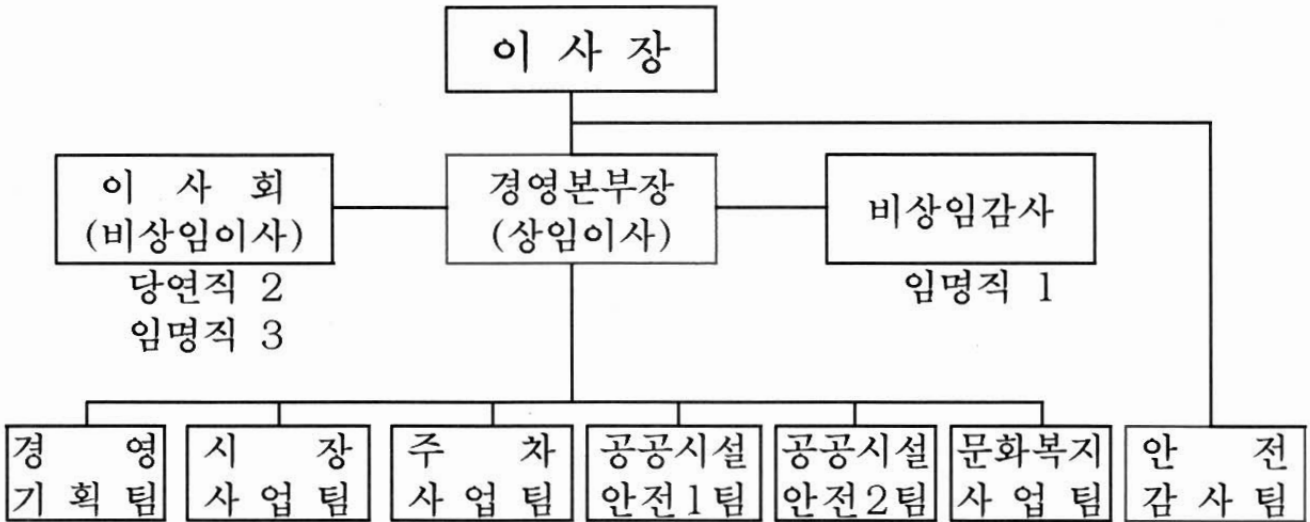 이 사 장
이 사 회
(비상임이사)
당연직 2
임명직 3
경영본부장
(상임이사)
비상임감사
임명직 1
경 영
기 획 팀
시 장
사 업 팀
주 차
사 업 팀
공공시설
안전1팀
공공시설
안전2팀
문화복지
사 업 팀
안 전
감 사 팀